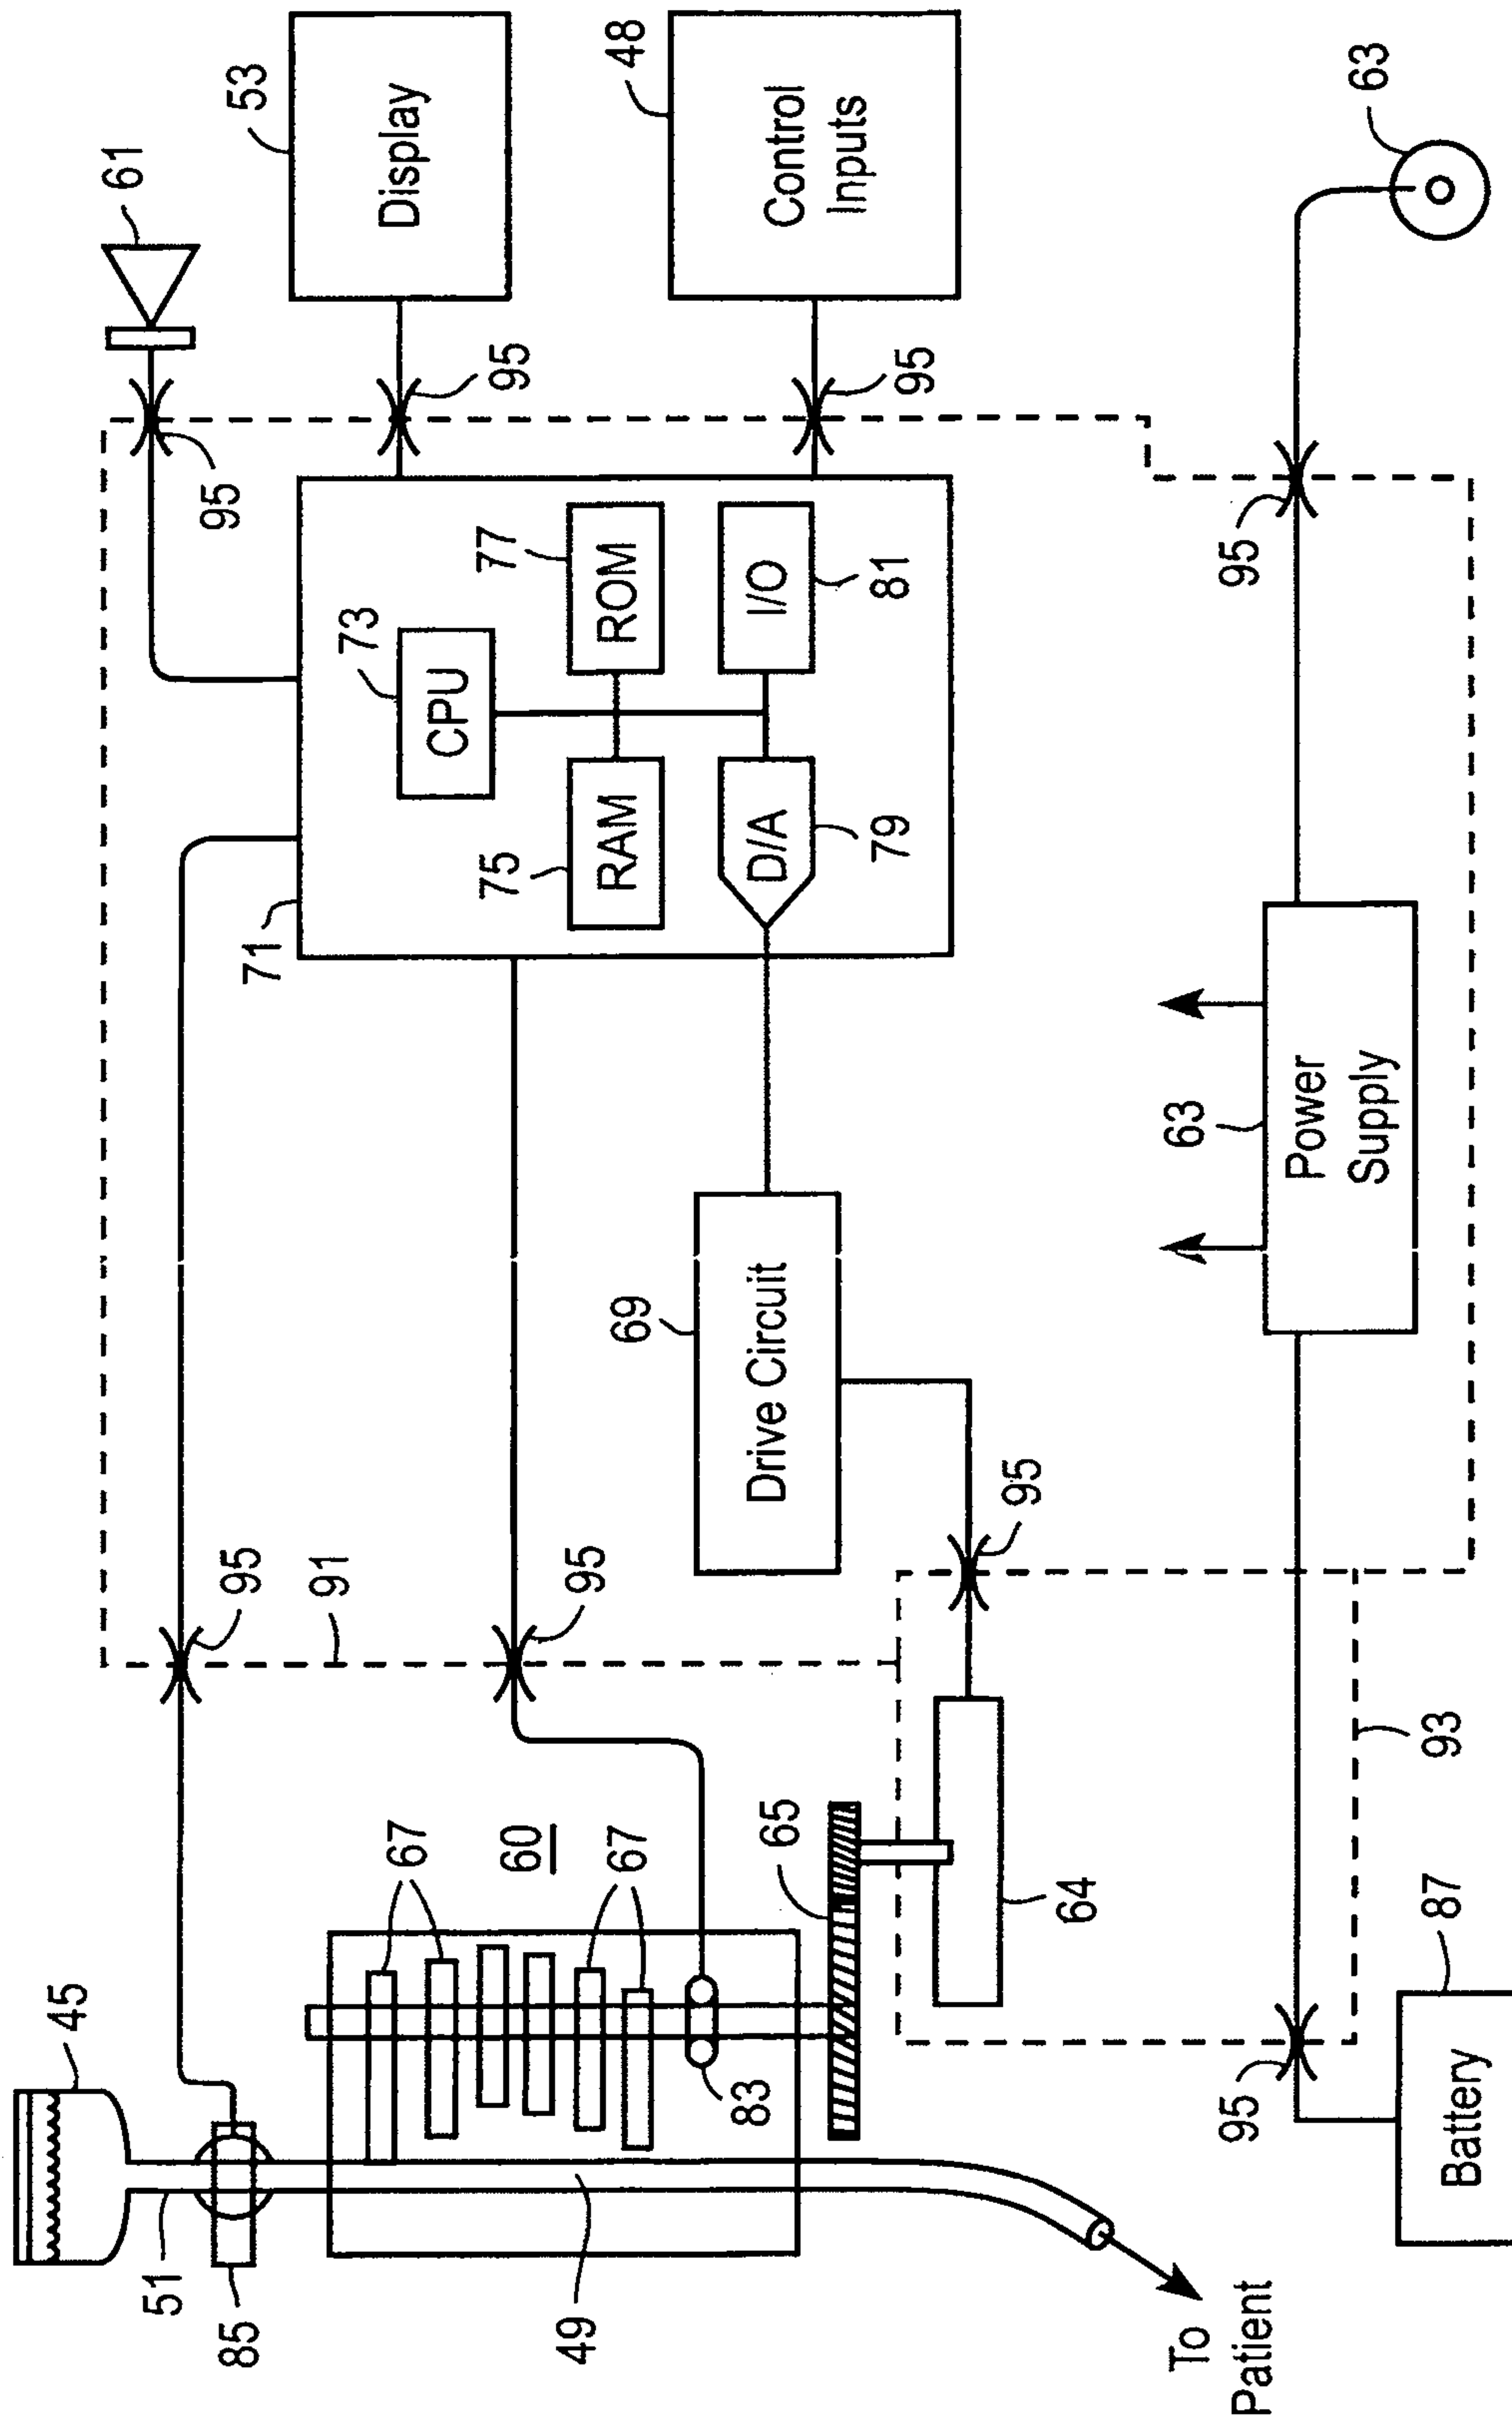 45
61
51
53
95
85
95
71
91
73
Display
67
CPU
75
77
95
60
49
95
RAM
ROM
67
69
48
83
Drive Circuit
D/A
I/O
65
Control
Inputs
79
81
95
95
64
To
Patient
63
95
95
Power
Supply
63
93
87
Battery